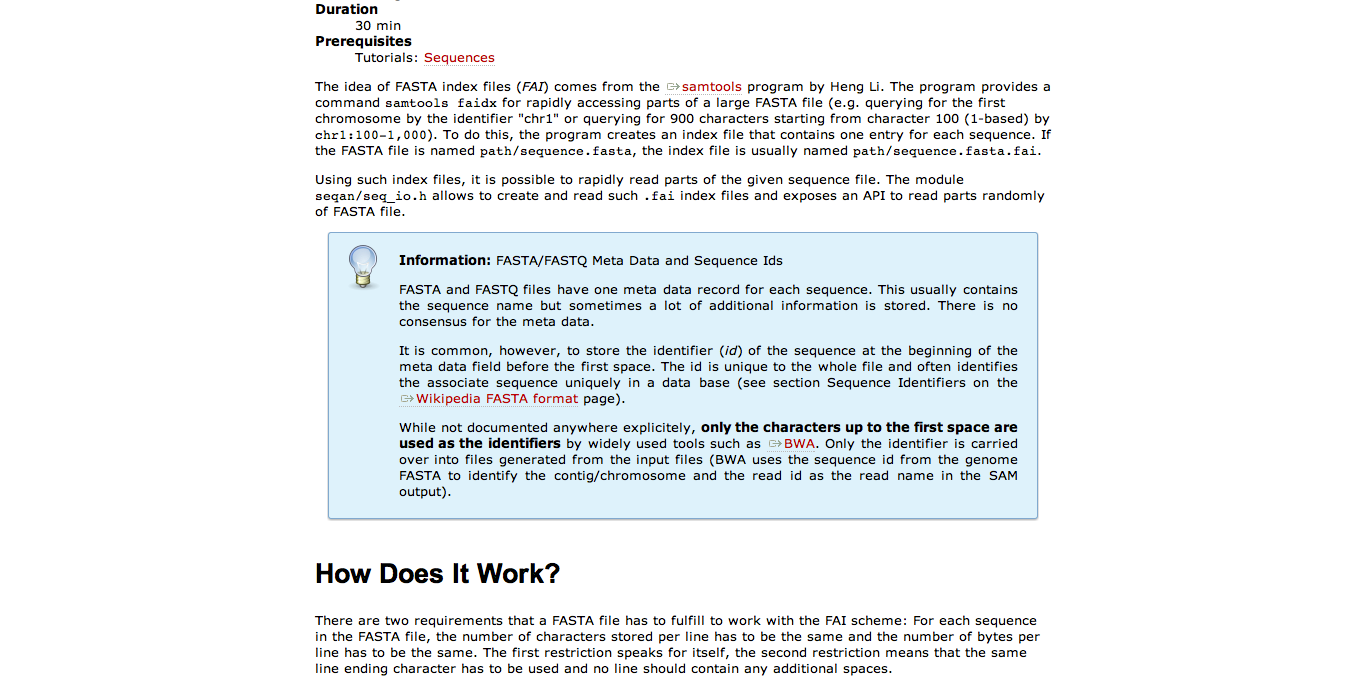 Duration
30 min
Prerequisites
Tutorials: Sequences
The idea of FASTA index files (FAI) comes from the samtools program by Heng Li. The program provides a
command samtools faidx for rapidly accessing parts of a large FASTA file (e.g. querying for the first
chromosome by the identifier "chr1" or querying for 900 characters starting from character 100 (1-based) by
chr1:100-1,000). To do this, the program creates an index file that contains one entry for each sequence. If
the FASTA file is named path/sequence.fasta, the index file is usually named path/sequence.fasta.fai.
Using such index files, it is possible to rapidly read parts of the given sequence file. The module
seqan/seq_io.h allows to create and read such .fai index files and exposes an API to read parts randomly
of FASTA file.
Information: FASTA/FASTQ Meta Data and Sequence Ids
FASTA and FASTQ files have one meta data record for each sequence. This usually contains
the sequence name but sometimes a lot of additional information is stored. There is no
consensus for the meta data.
It is common, however, to store the identifier (id) of the sequence at the beginning of the
meta data field before the first space. The id is unique to the whole file and often identifies
the associate sequence uniquely in a data base (see section Sequence Identifiers on the
Wikipedia FASTA format page).
While not documented anywhere explicitely, only the characters up to the first space are
used as the identifiers by widely used tools such as BWA. Only the identifier is carried
over into files generated from the input files (BWA uses the sequence id from the genome
FASTA to identify the contig/chromosome and the read id as the read name in the SAM
output).
How Does It Work?
There are two requirements that a FASTA file has to fulfill to work with the FAI scheme: For each sequence
in the FASTA file, the number of characters stored per line has to be the same and the number of bytes per
line has to be the same. The first restriction speaks for itself, the second restriction means that the same
line ending character has to be used and no line should contain any additional spaces.